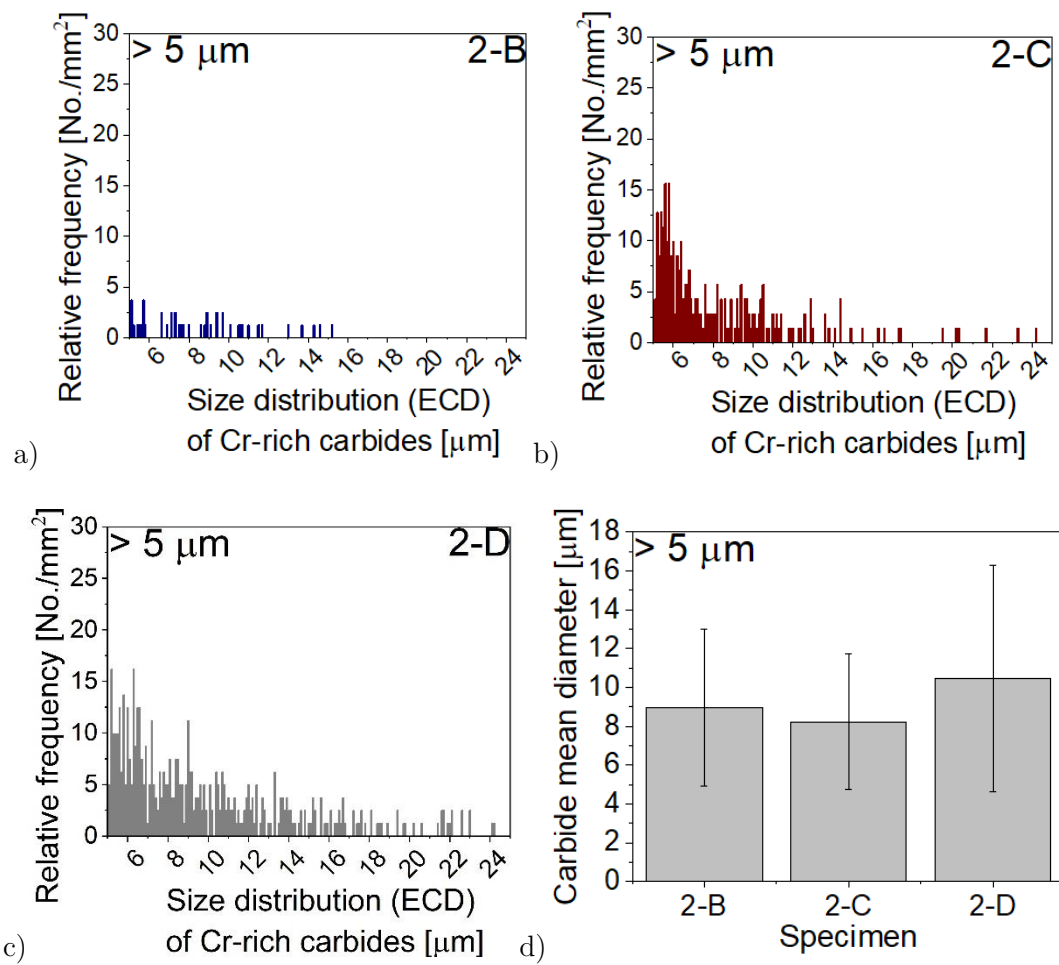 > 5 μm 2-B
Relative frequency [No./mm²]
30
25
20
15
10
5
0
6 8 10 12 14 16 18 20 22 24
Size distribution (ECD)
of Cr-rich carbides [μm]
a)
> 5 μm 2-C
Relative frequency [No./mm²]
30
25
20
15
10
5
0
6 8 10 12 14 16 18 20 22 24
Size distribution (ECD)
of Cr-rich carbides [μm]
b)
> 5 μm 2-D
Relative frequency [No./mm²]
30
25
20
15
10
5
0
6 8 10 12 14 16 18 20 22 24
Size distribution (ECD)
of Cr-rich carbides [μm]
c)
> 5 μm
Carbide mean diameter [μm]
18
16
14
12
10
8
6
4
2
0
2-B 2-C 2-D
Specimen
d)